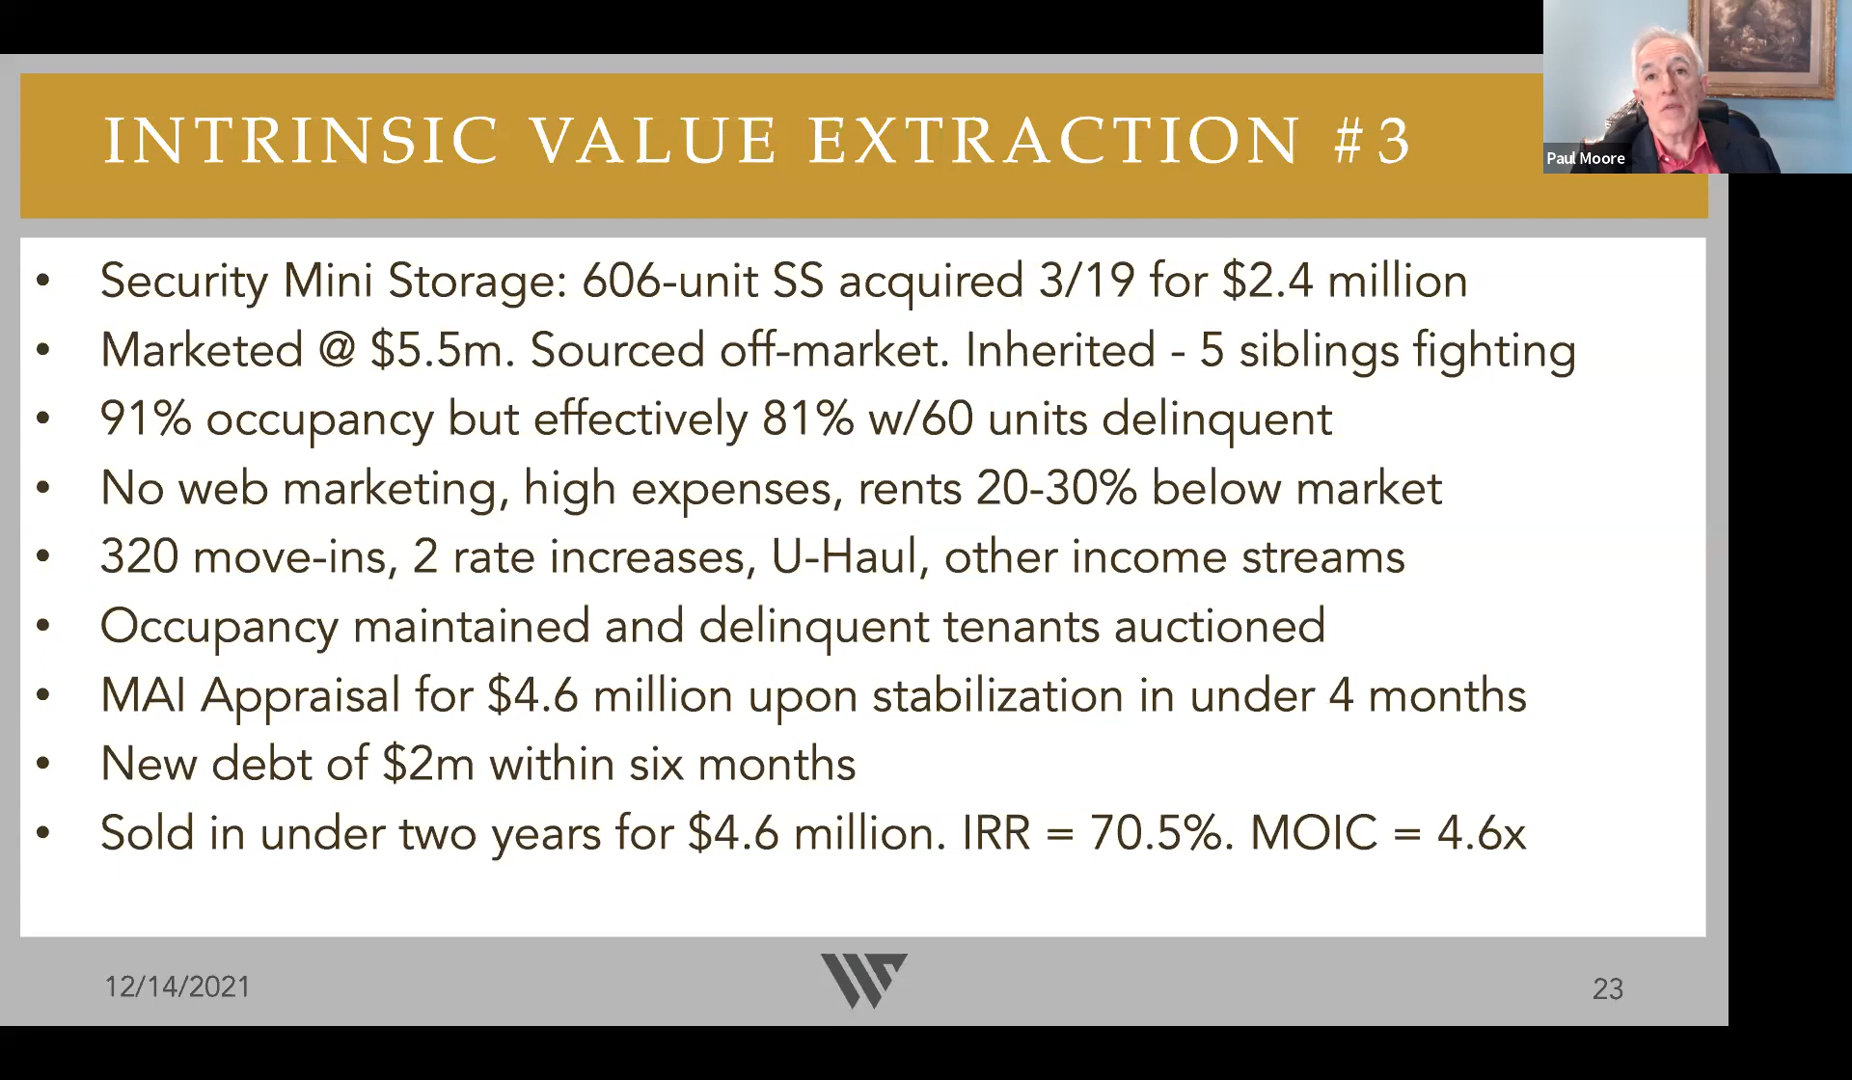 INTRINSIC VALUE EXTRACTION #3
Paul Moore
• Security Mini Storage: 606-unit SS acquired 3/19 for $2.4 million
• Marketed @ $5.5m. Sourced off-market. Inherited - 5 siblings fighting
• 91% occupancy but effectively 81% w/60 units delinquent
• No web marketing, high expenses, rents 20-30% below market
• 320 move-ins, 2 rate increases, U-Haul, other income streams
• Occupancy maintained and delinquent tenants auctioned
• MAI Appraisal for $4.6 million upon stabilization in under 4 months
• New debt of $2m within six months
• Sold in under two years for $4.6 million. IRR = 70.5%. MOIC = 4.6x
12/14/2021
23